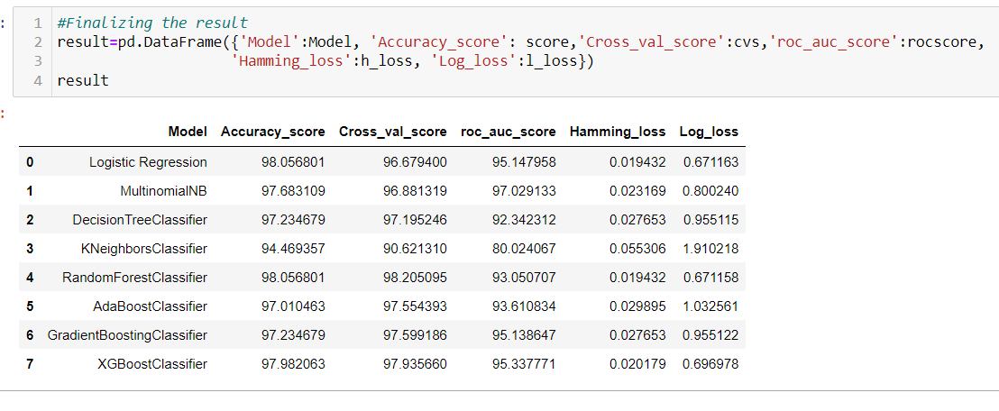 1 #Finalizing the result
2 result=pd.DataFrame({'Model':Model, 'Accuracy_score': score,'Cross_val_score':cvs,'roc_auc_score':rocscore,
3 'Hamming_loss':h_loss, 'Log_loss':l_loss})
4 result
Model Accuracy_score Cross_val_score roc_auc_score Hamming_loss Log_loss
0 Logistic Regression 98.056801 96.679400 95.147958 0.019432 0.671163
1 MultinomialNB 97.683109 96.881319 97.029133 0.023169 0.800240
2 DecisionTreeClassifier 97.234679 97.195246 92.342312 0.027653 0.955115
3 KNeighborsClassifier 94.469357 90.621310 80.024067 0.055306 1.910218
4 RandomForestClassifier 98.056801 98.205095 93.050707 0.019432 0.671158
5 AdaBoostClassifier 97.010463 97.554393 93.610834 0.029895 1.032561
6 GradientBoostingClassifier 97.234679 97.599186 95.138647 0.027653 0.955122
7 XGBoostClassifier 97.982063 97.935660 95.337771 0.020179 0.696978